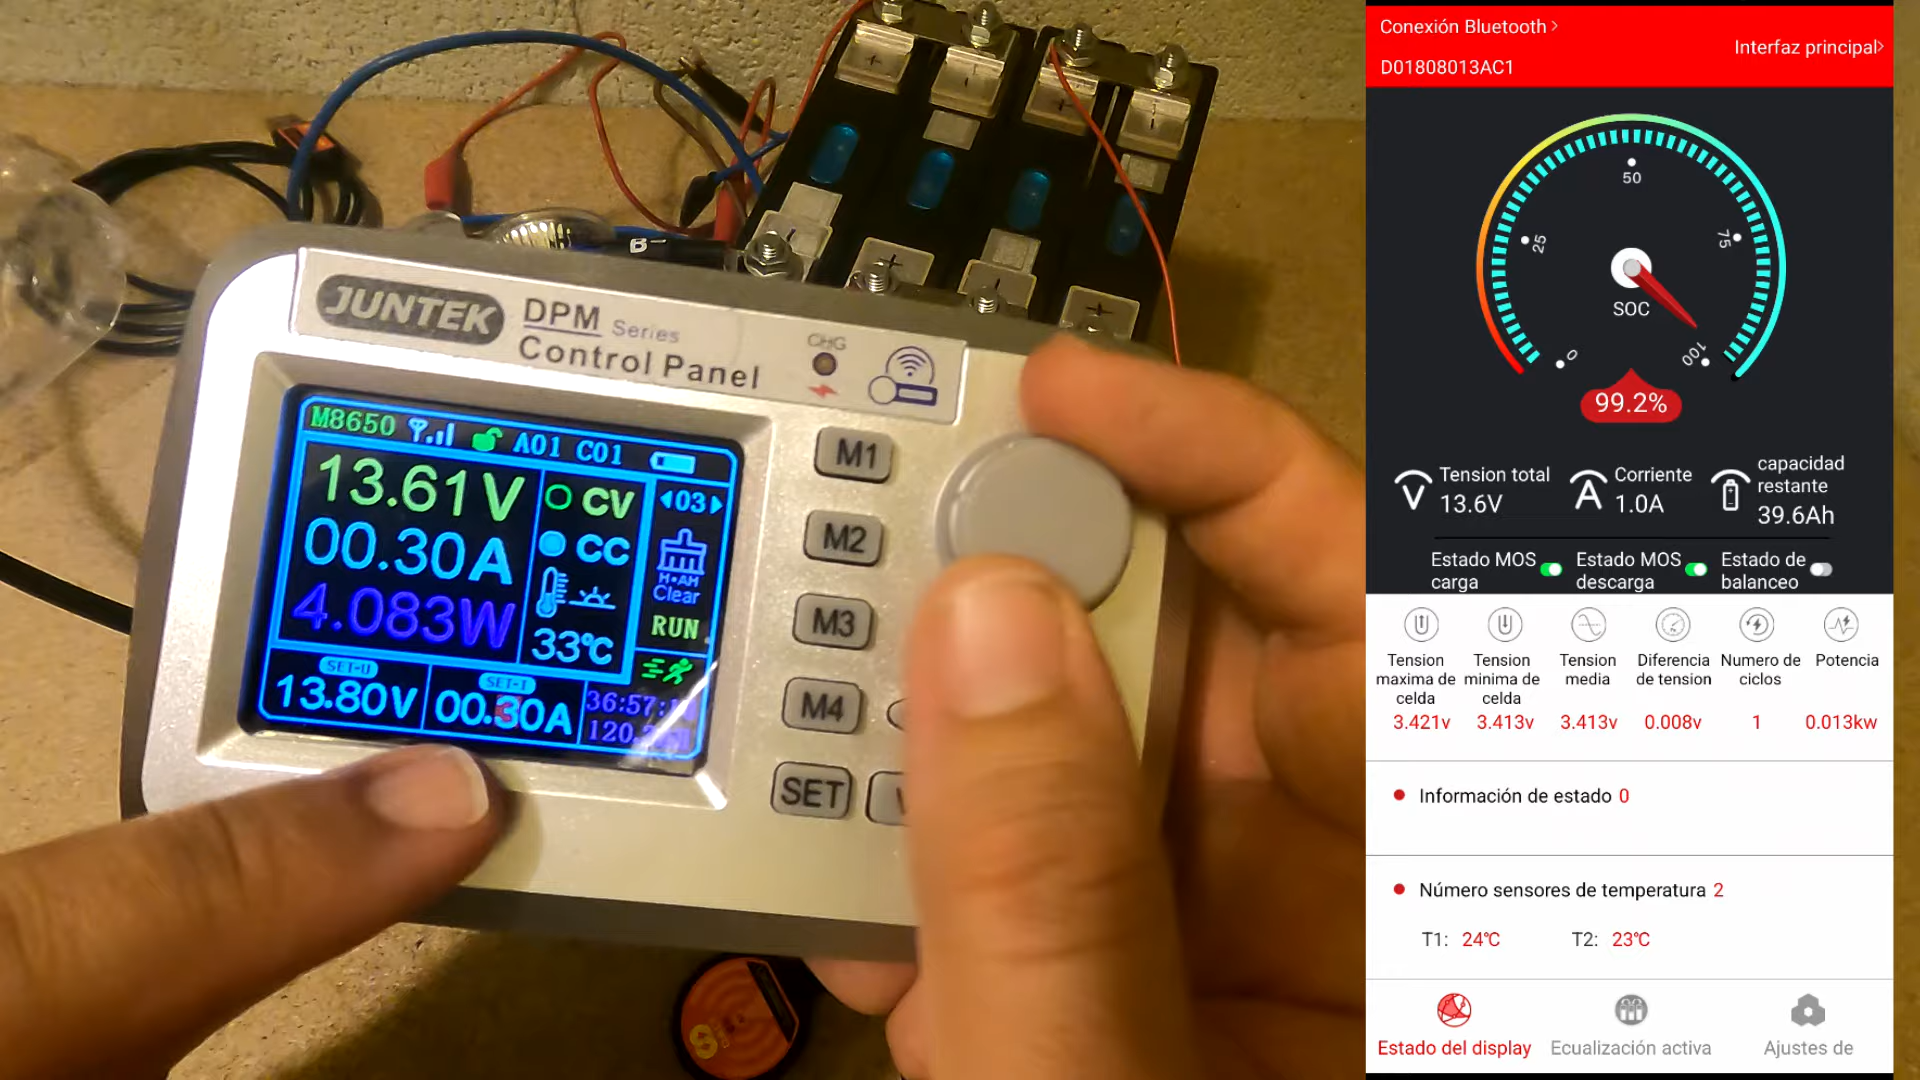 B-
JUNTEK
DPM Series
Control Panel
CHG
M8650 A01 C01
13.61V
00.30A
4.083W
CV
CC
33℃
◄03►
H•AH
Clear
RUN
SET-U
13.80V
SET-I
00.30A
36:57:
120.
M1
M2
M3
M4
SET
Conexión Bluetooth >
D01808013AC1
Interfaz principal>
0
25
50
75
100
SOC
99.2%
Tension total
13.6V
Corriente
1.0A
capacidad
restante
39.6Ah
Estado MOS
carga
Estado MOS
descarga
Estado de
balanceo
Tension
maxima de
celda
3.421v
Tension
minima de
celda
3.413v
Tension
media
3.413v
Diferencia
de tension
0.008v
Numero de
ciclos
1
Potencia
0.013kw
Información de estado 0
Número sensores de temperatura 2
T1: 24℃ T2: 23℃
Estado del display
Ecualización activa
Ajustes de